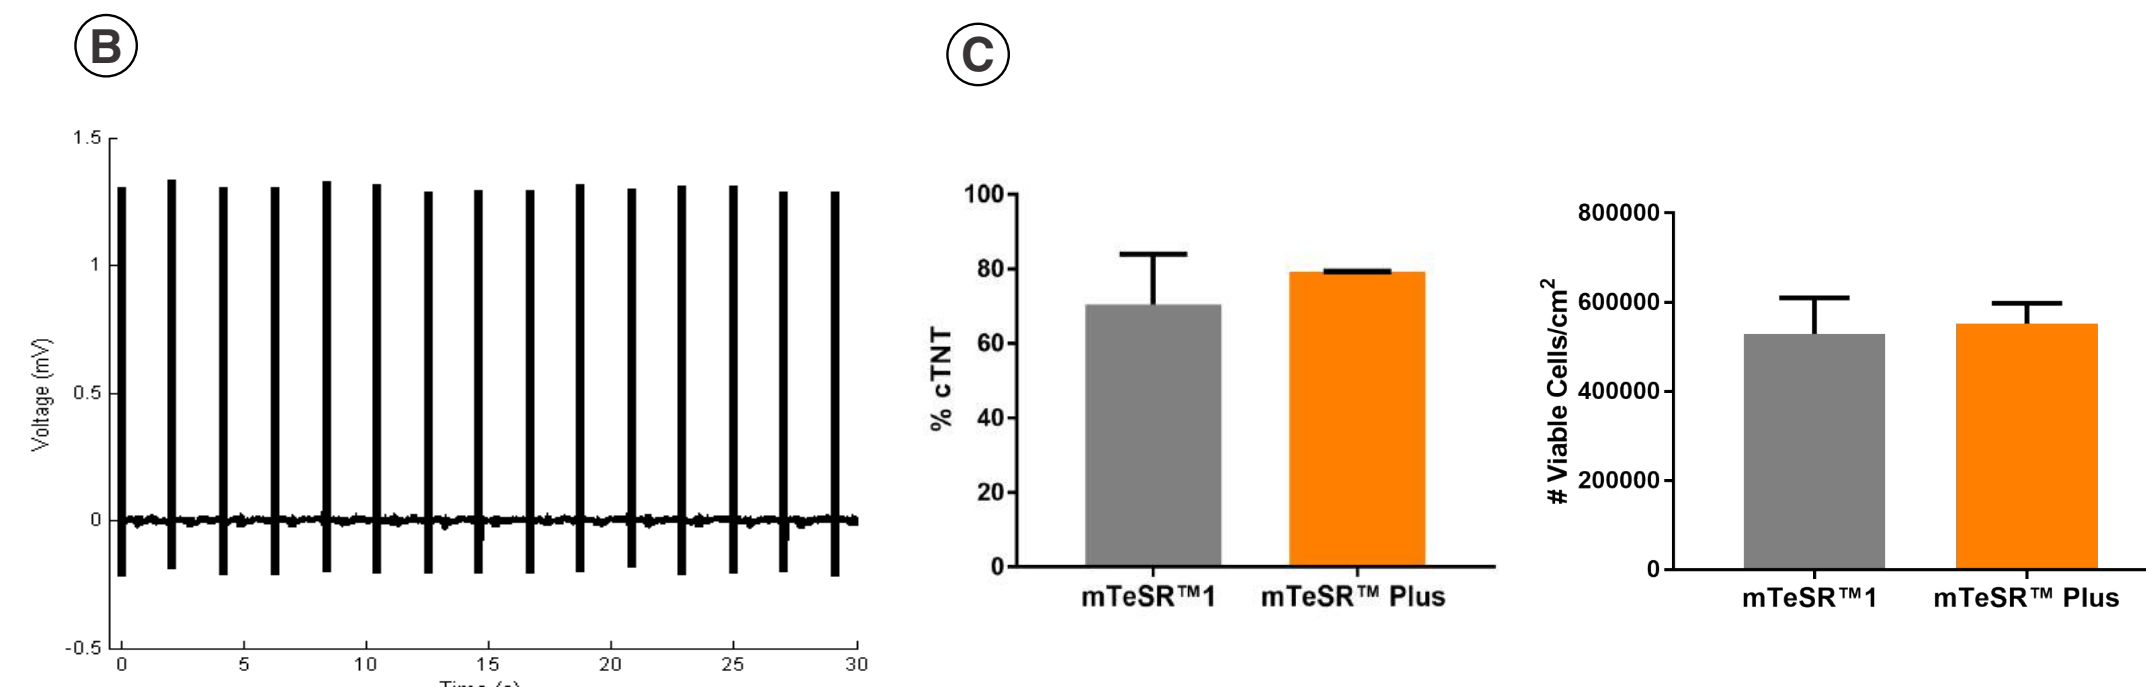 B
C
1.5
1
0.5
0
-0.5
Voltage (mV)
0 5 10 15 20 25 30
Time (s)
100
80
60
40
20
0
% cTNT
mTeSR™1 mTeSR™ Plus
800000
600000
400000
200000
0
# Viable Cells/cm²
mTeSR™1 mTeSR™ Plus